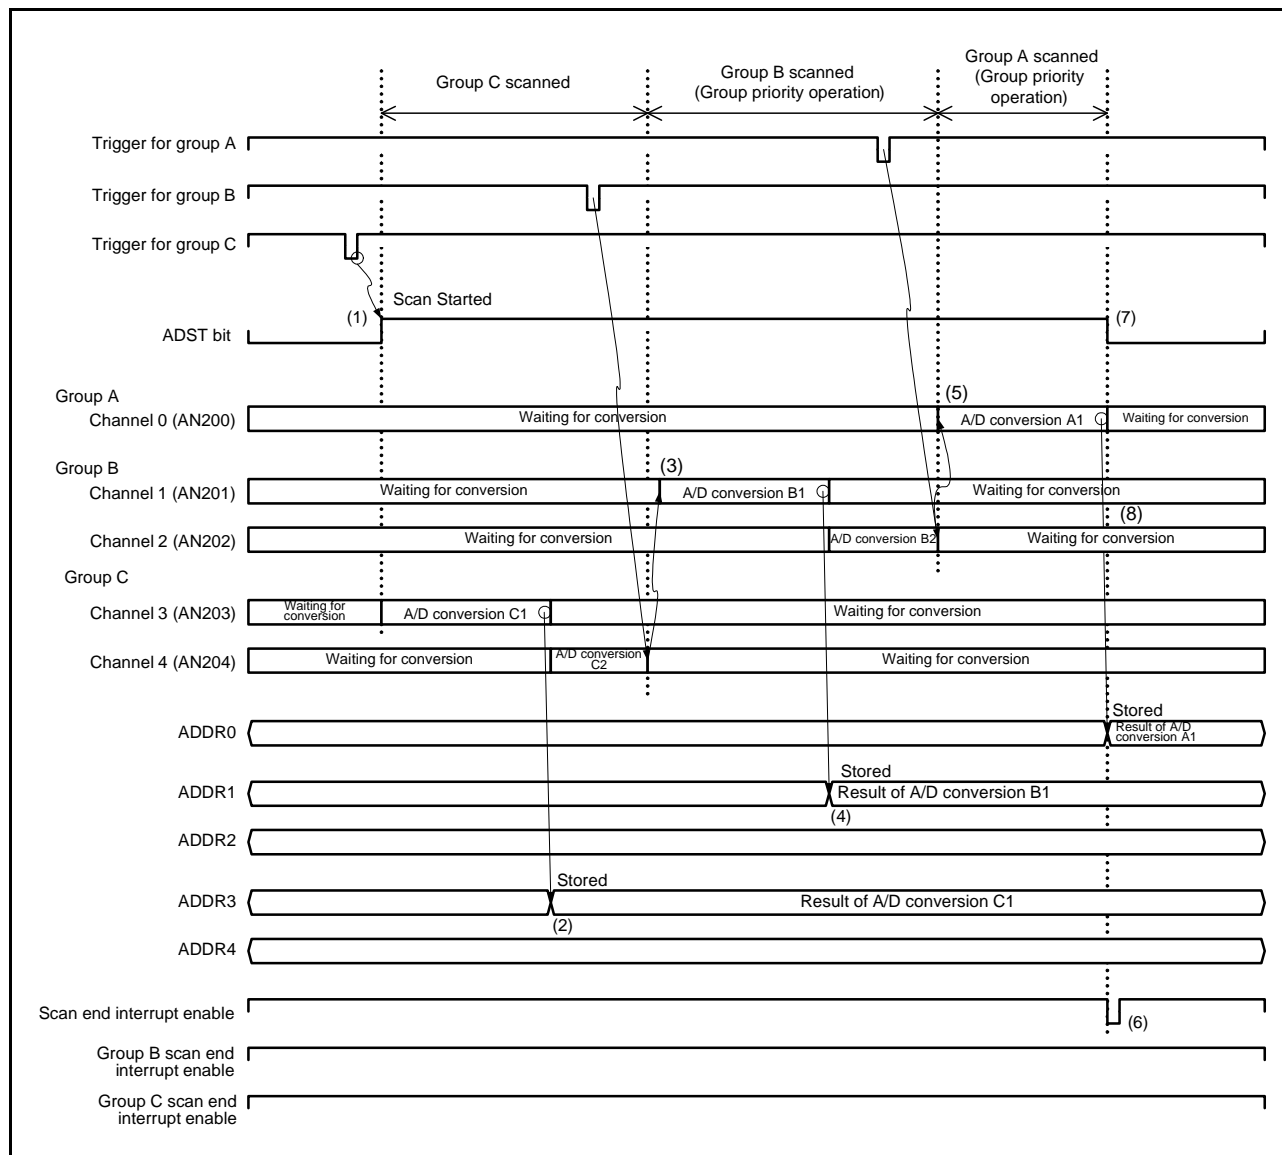 Group C scanned
Group B scanned
(Group priority operation)
Group A scanned
(Group priority
operation)
Trigger for group A
Trigger for group B
Trigger for group C
Scan Started
(1)
(7)
ADST bit
Group A
(5)
Channel 0 (AN200)
Waiting for conversion
A/D conversion A1
Waiting for conversion
Group B
(3)
Channel 1 (AN201)
Waiting for conversion
A/D conversion B1
Waiting for conversion
(8)
Channel 2 (AN202)
Waiting for conversion
A/D conversion B2
Waiting for conversion
Group C
Channel 3 (AN203)
Waiting for
conversion
A/D conversion C1
Waiting for conversion
Channel 4 (AN204)
Waiting for conversion
A/D conversion
C2
Waiting for conversion
Stored
ADDR0
Result of A/D
conversion A1
Stored
ADDR1
Result of A/D conversion B1
(4)
ADDR2
Stored
ADDR3
Result of A/D conversion C1
(2)
ADDR4
Scan end interrupt enable
(6)
Group B scan end
interrupt enable
Group C scan end
interrupt enable